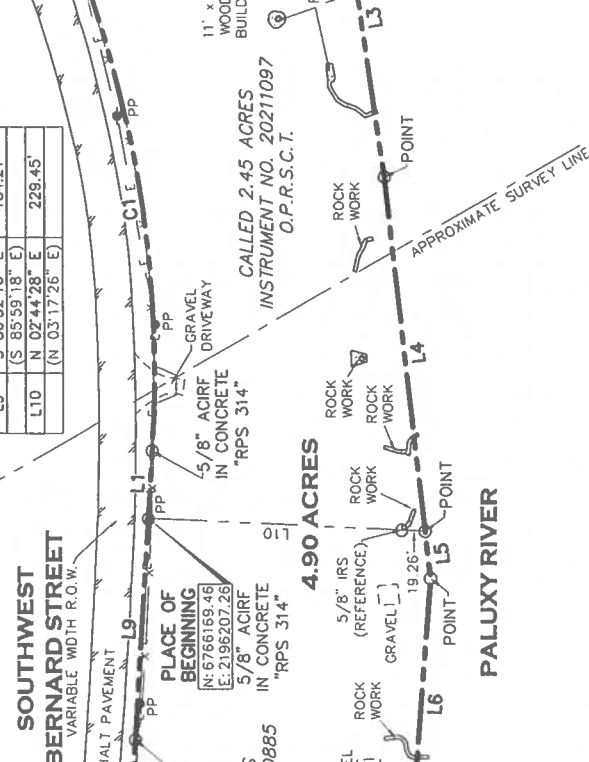 SOUTHWEST
BERNARD STREET
VARIABLE WIDTH R.O.W.
(S 85°59'18" E)
L10 N 02°44'28" E 229.45'
(N 03°17'26" E)
11' x
WOOD
BUILD
L3
PP
C1
E
CALLED 2.45 ACRES
INSTRUMENT NO. 20211097
O.P.R.S.C.T.
POINT
ROCK
WORK
APPROXIMATE SURVEY LINE
PP
GRAVEL
DRIVEWAY
5/8" ACIRF
IN CONCRETE
"RPS 314"
L4
ROCK
WORK
ROCK
WORK
L1
PP
L10
4.90 ACRES
ROCK
WORK
5/8" IRS
(REFERENCE)
19.26'
GRAVEL
POINT
L5
POINT
PALUXY RIVER
L9
PLACE OF
BEGINNING
N: 6766169.46
E: 2196207.26
5/8" ACIRF
IN CONCRETE
"RPS 314"
PP
ROCK
WORK
L6
ALT PAVEMENT
0885